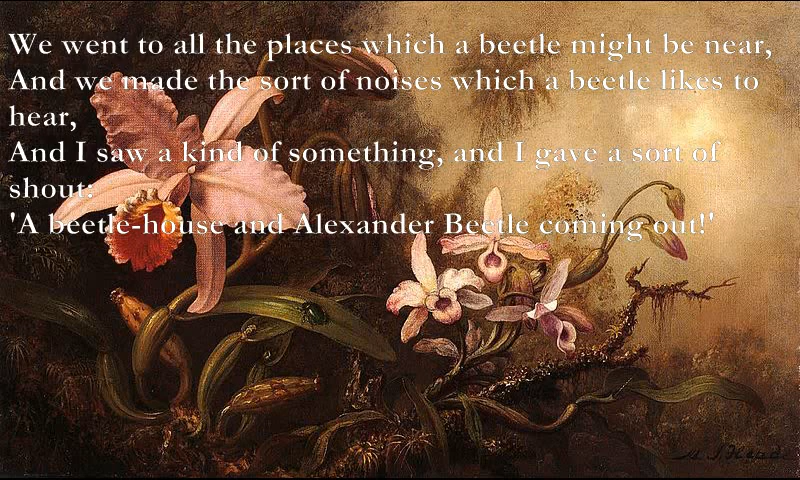 We went to all the places which a beetle might be near,
And we made the sort of noises which a beetle likes to
hear,
And I saw a kind of something, and I gave a sort of
shout:
'A beetle-house and Alexander Beetle coming out!'
M. J. Heade